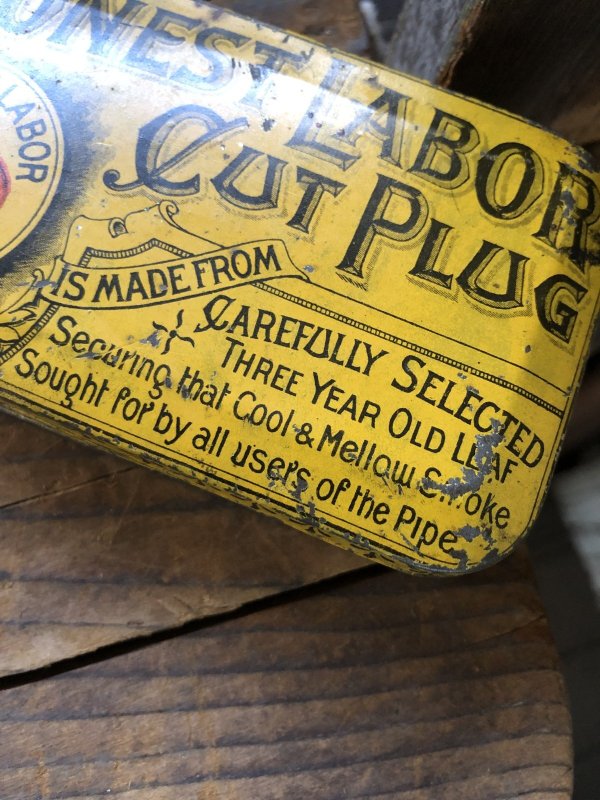 ONEST LABOR
LABOR
CUT PLUG
IS MADE FROM
CAREFULLY SELECTED
THREE YEAR OLD LEAF
Securing that Cool & Mellow Smoke
Sought for by all users of the Pipe